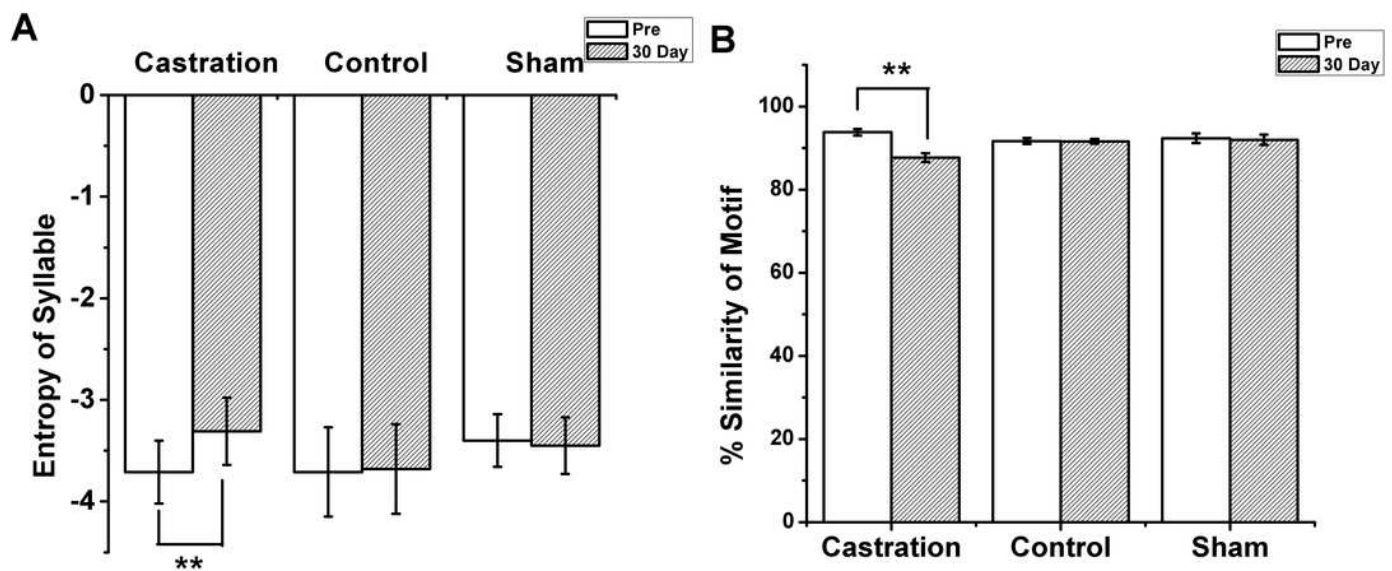 A
Pre
30 Day
Castration Control Sham
0
-1
-2
-3
-4
Entropy of Syllable
**
B
Pre
30 Day
**
100
80
60
40
20
0
% Similarity of Motif
Castration Control Sham